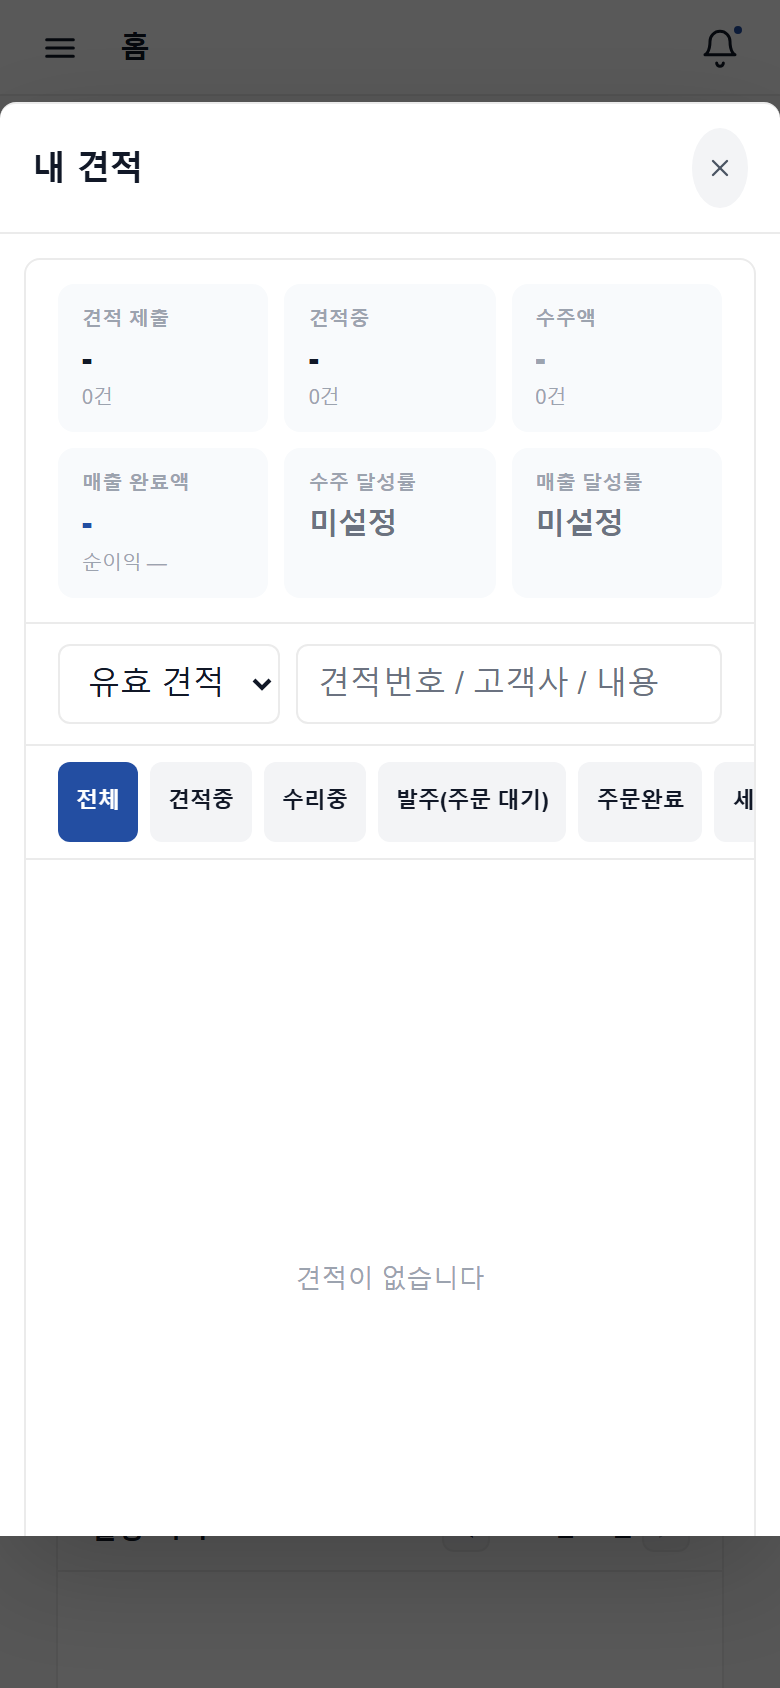 홈
내 견적
견적 제출
-
0건
견적중
-
0건
수주액
-
0건
매출 완료액
-
순이익 —
수주 달성률
미설정
매출 달성률
미설정
유효 견적
견적번호 / 고객사 / 내용
전체
견적중
수리중
발주(주문 대기)
주문완료
세
견적이 없습니다